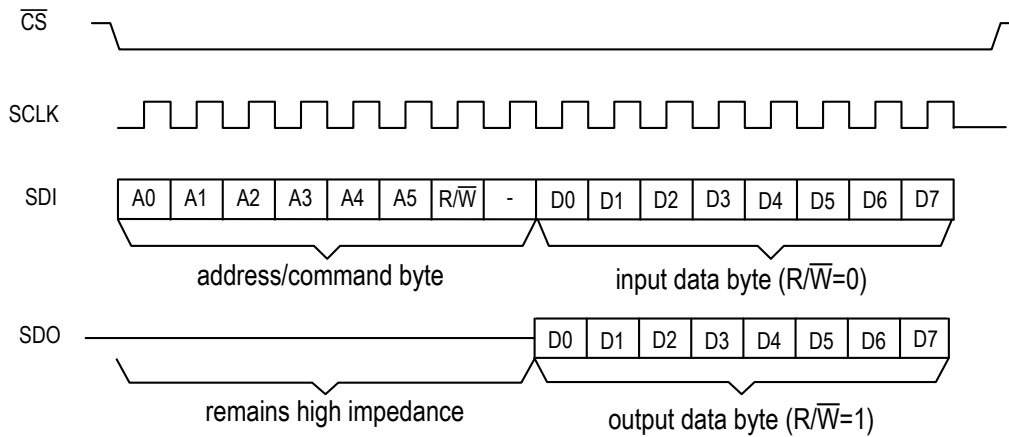 C̅S̅
SCLK
SDI A0 A1 A2 A3 A4 A5 R/W̅ - D0 D1 D2 D3 D4 D5 D6 D7
address/command byte input data byte (R/W̅=0)
SDO D0 D1 D2 D3 D4 D5 D6 D7
remains high impedance output data byte (R/W̅=1)